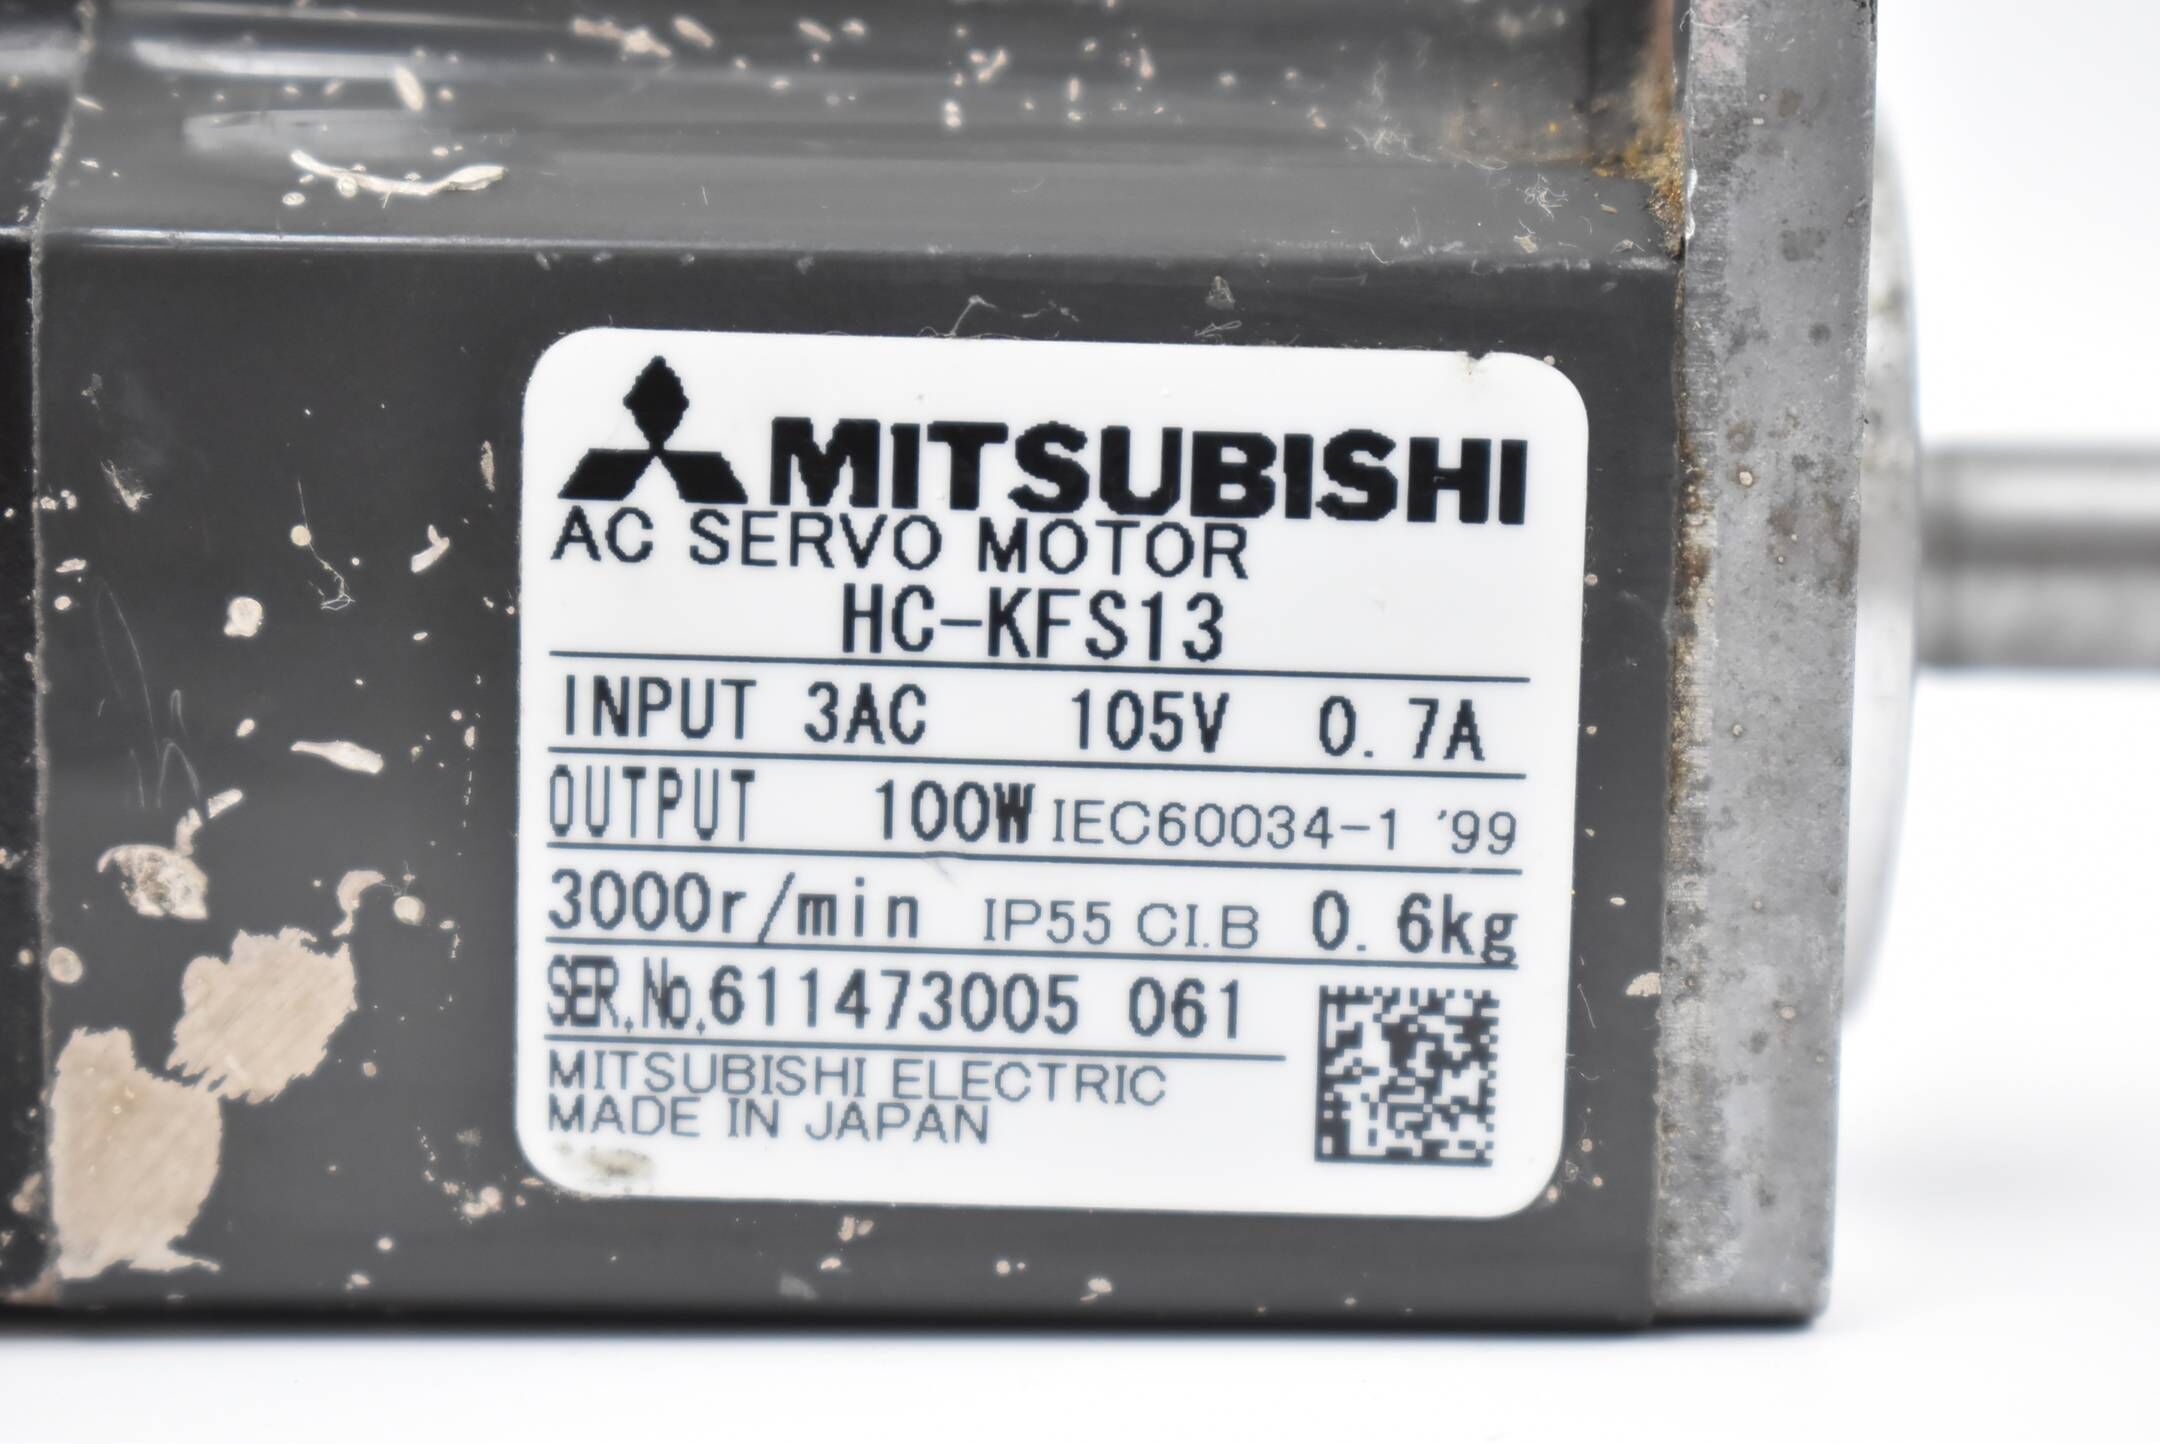 MITSUBISHI
AC SERVO MOTOR
HC-KFS13
INPUT 3AC 105V 0.7A
OUTPUT 100W IEC60034-1 '99
3000r/min IP55 CI.B 0.6kg
SER.No.611473005 061
MITSUBISHI ELECTRIC
MADE IN JAPAN